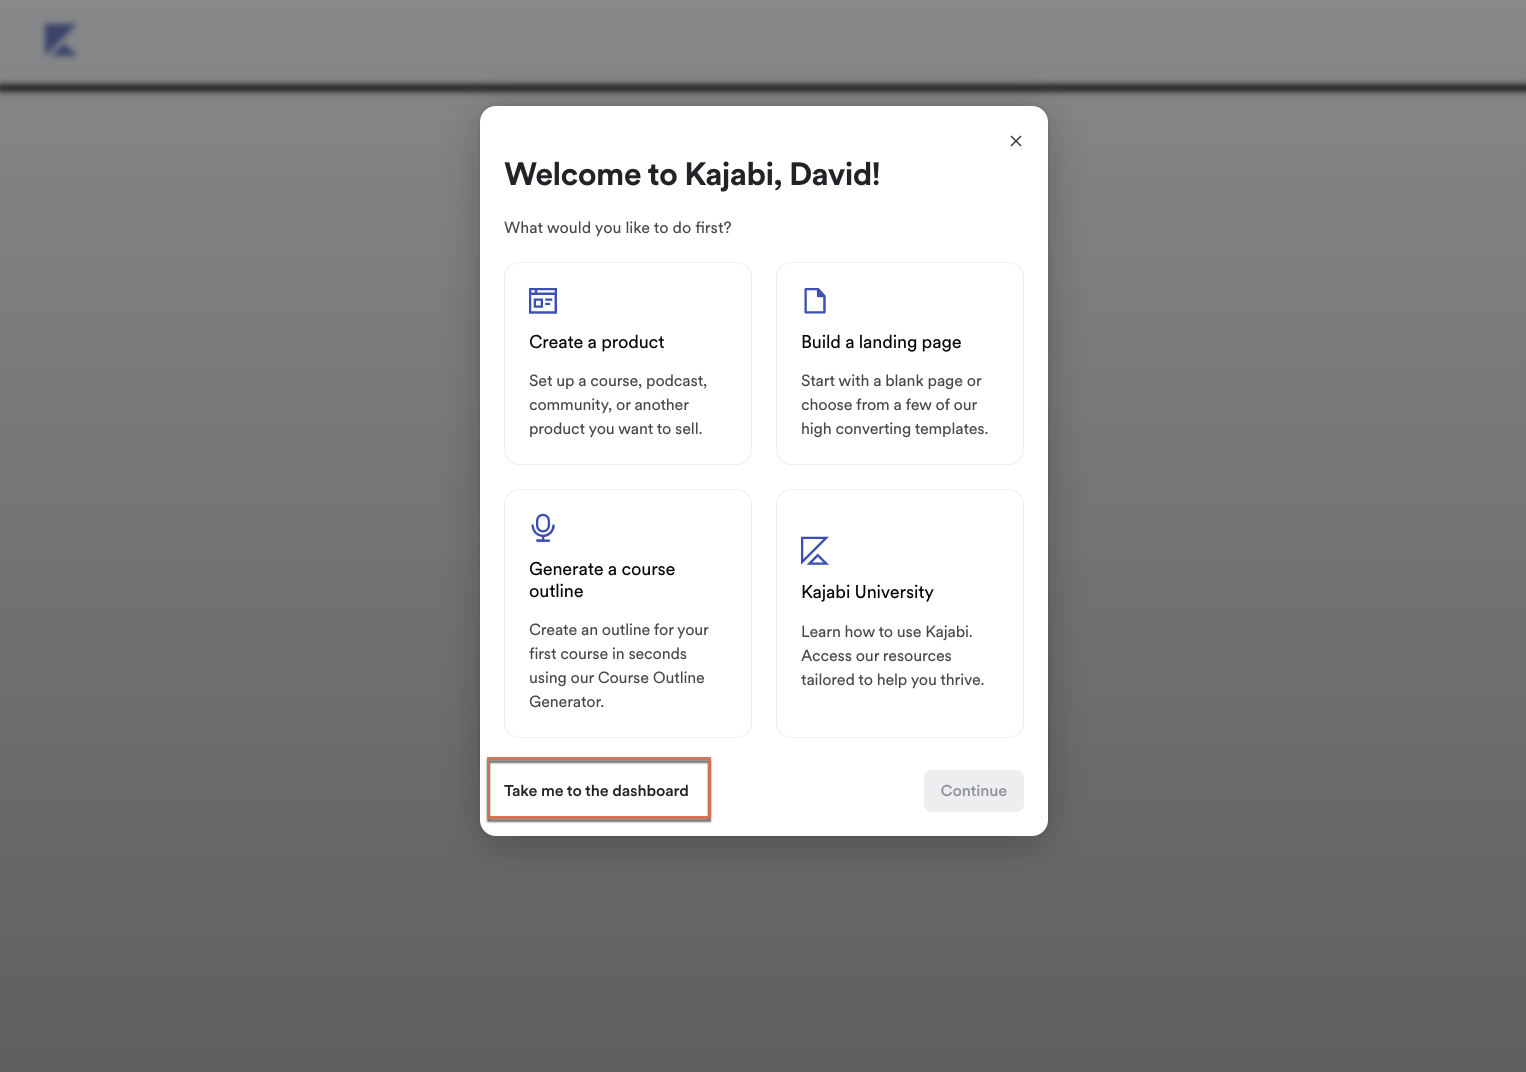 Welcome to Kajabi, David!
What would you like to do first?
Create a product
Set up a course, podcast,
community, or another
product you want to sell.
Build a landing page
Start with a blank page or
choose from a few of our
high converting templates.
Generate a course
outline
Create an outline for your
first course in seconds
using our Course Outline
Generator.
Kajabi University
Learn how to use Kajabi.
Access our resources
tailored to help you thrive.
Take me to the dashboard
Continue